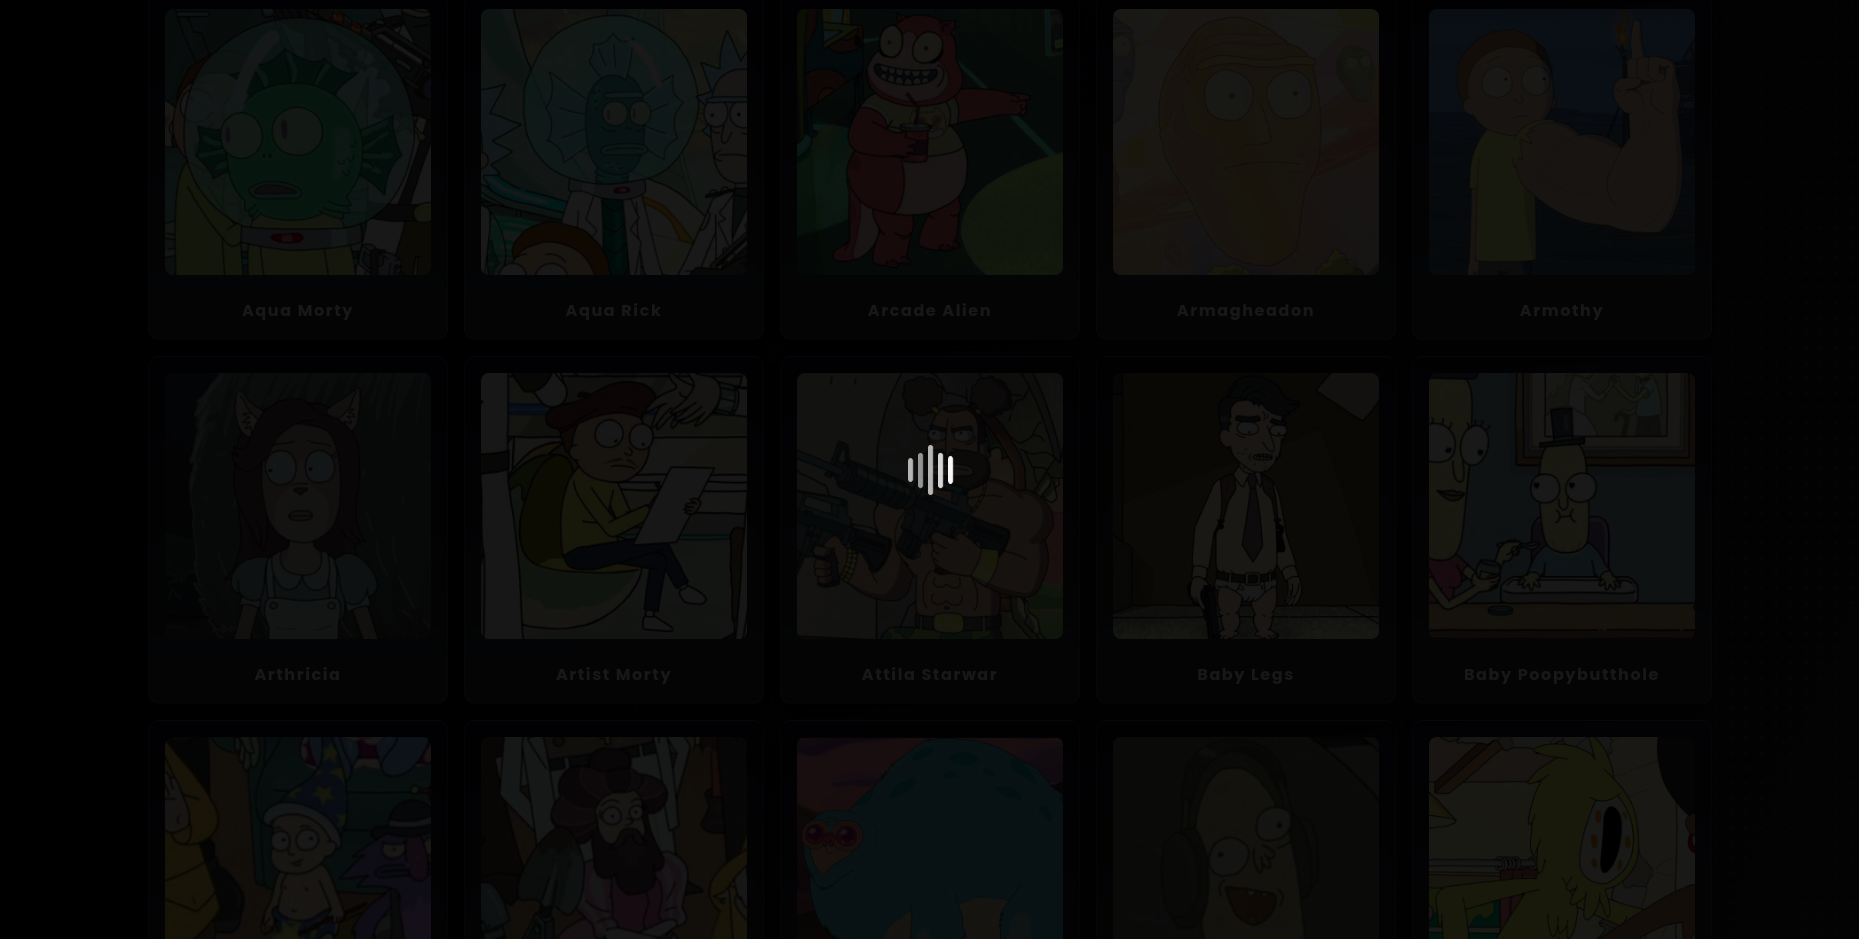 Aqua Morty
Aqua Rick
Arcade Alien
Armagheadon
Armothy
Arthricia
Artist Morty
Attila Starwar
Baby Legs
Baby Poopybutthole